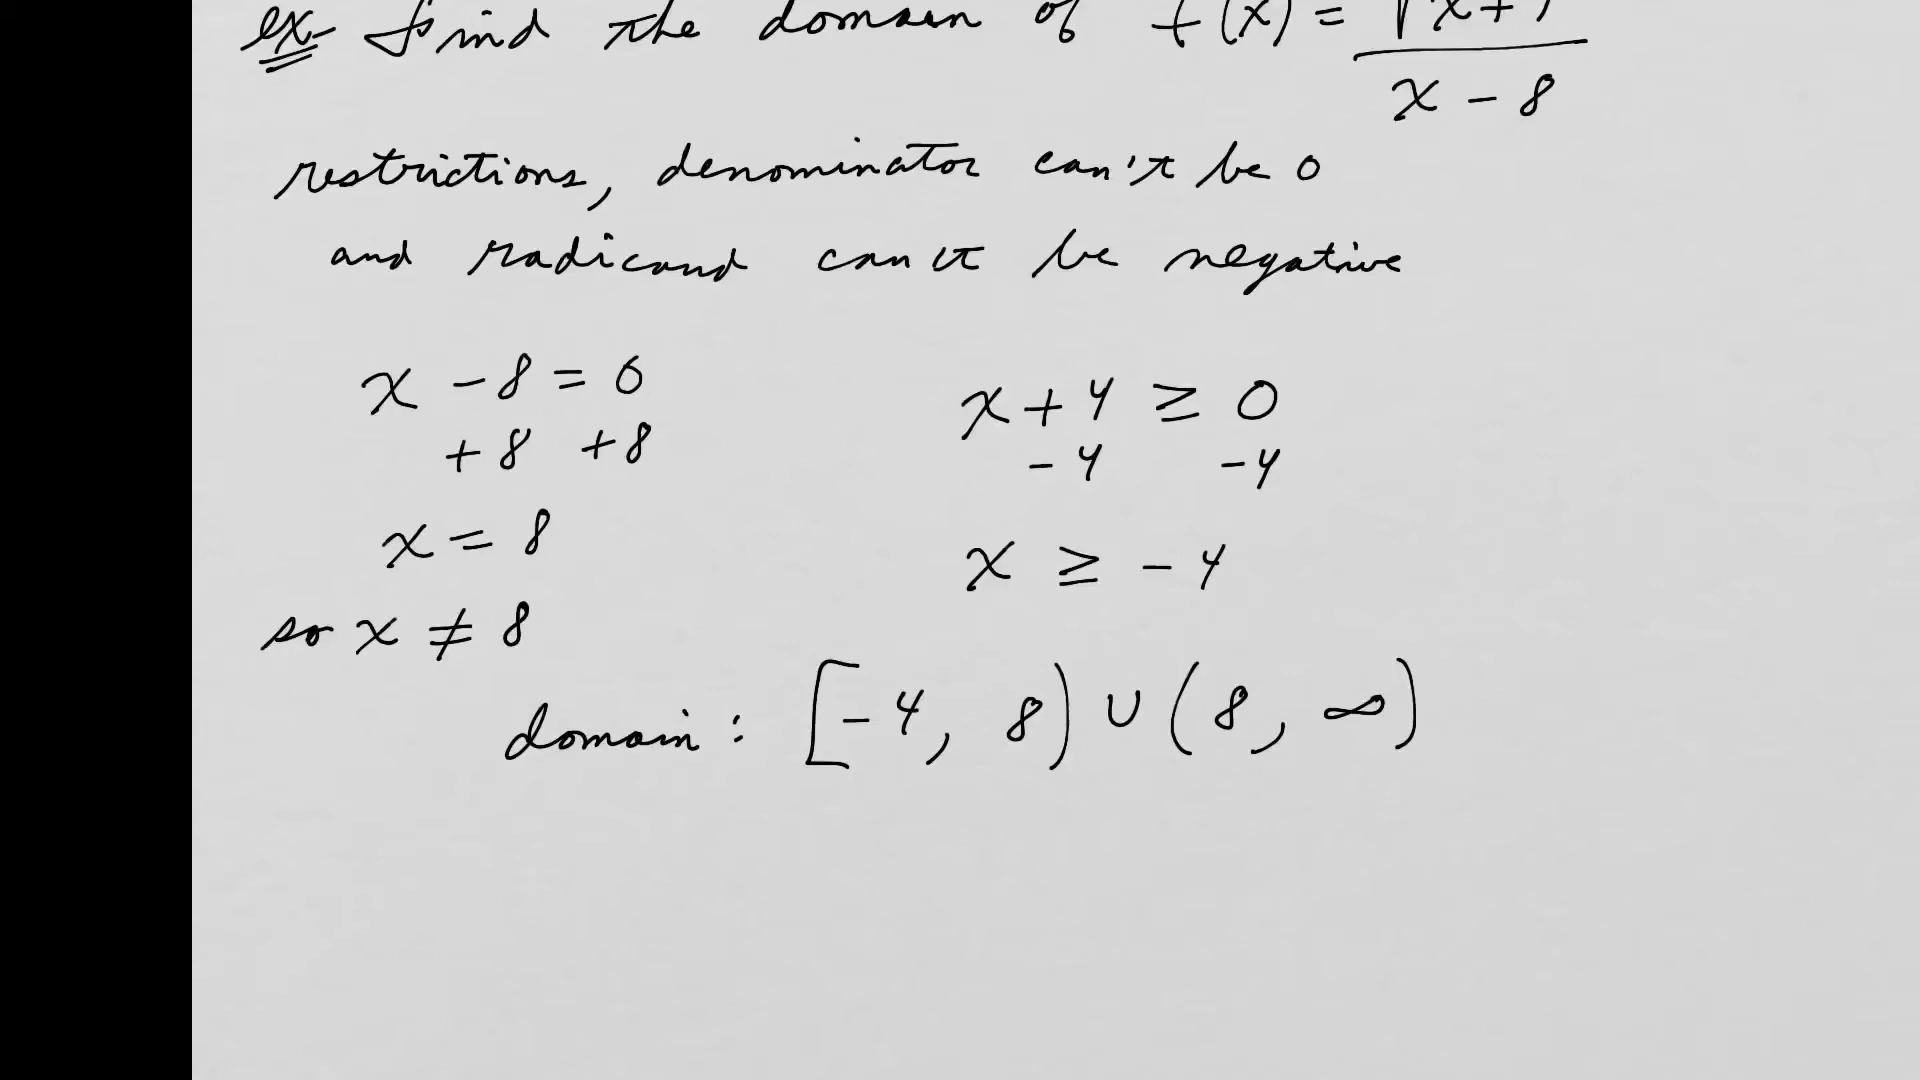 ex Find the domain of f(x) = √x+4
x - 8
restrictions, denominator can't be 0
and radicand can't be negative
x - 8 = 0
+ 8 + 8
x = 8
so x ≠ 8
x + 4 ≥ 0
- 4 - 4
x ≥ - 4
domain: [-4, 8) ∪ (8, ∞)